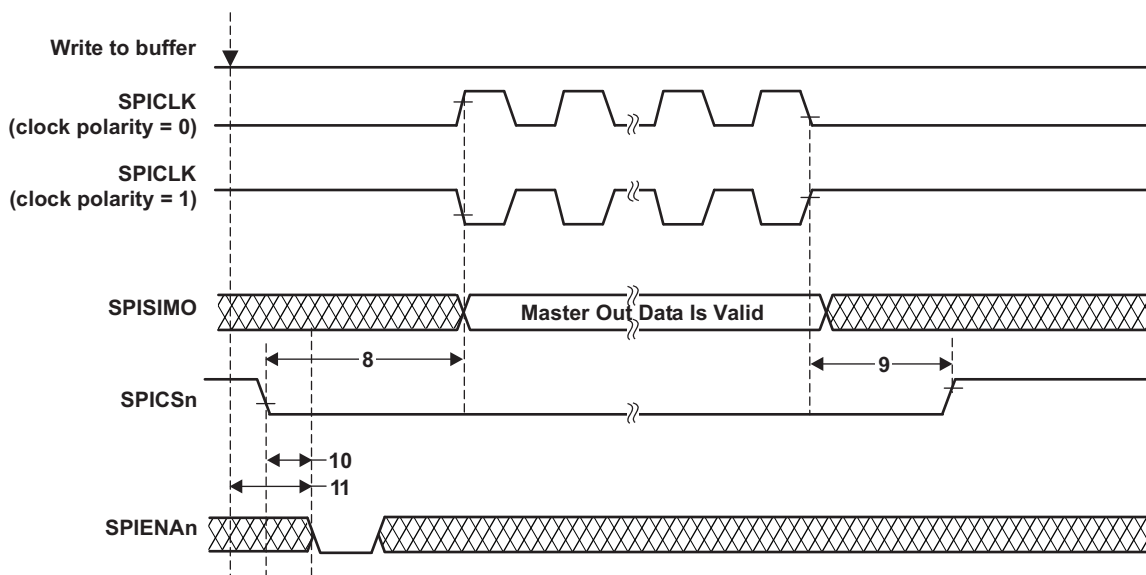 Write to buffer
SPICLK
(clock polarity = 0)
SPICLK
(clock polarity = 1)
SPISIMO
Master Out Data Is Valid
8
9
SPICSn
10
11
SPIENAn